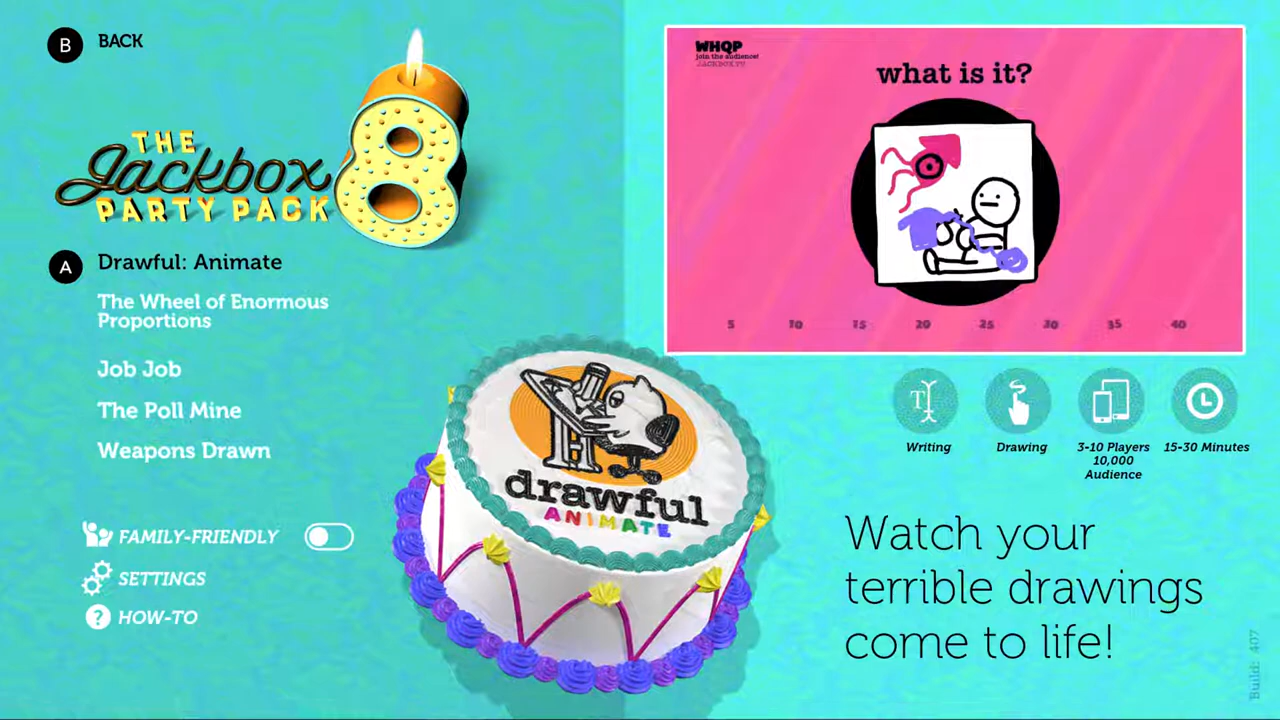 B BACK
THE
Jackbox
PARTY PACK
8
A Drawful: Animate
The Wheel of Enormous
Proportions
Job Job
The Poll Mine
Weapons Drawn
FAMILY-FRIENDLY
SETTINGS
? HOW-TO
drawful
ANIMATE
WHQP
join the audience!
JACKBOX.TV
what is it?
5 10 15 20 25 30 35 40
T
Writing
Drawing
3-10 Players
10,000
Audience
15-30 Minutes
Watch your
terrible drawings
come to life!
Build: 407